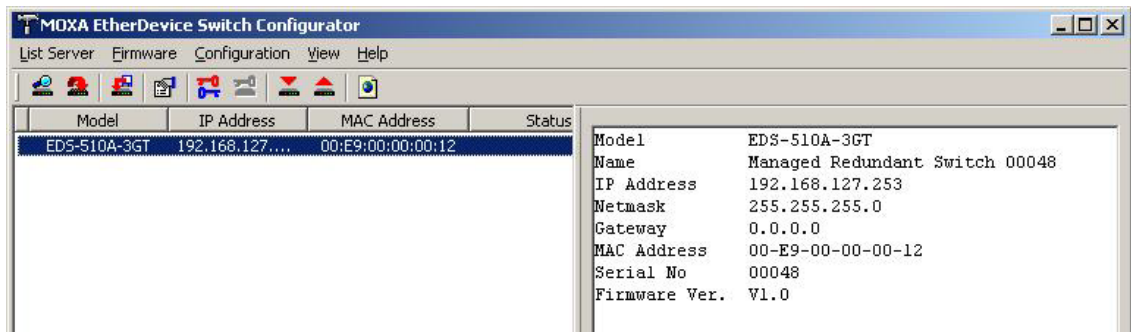 MOXA EtherDevice Switch Configurator
List Server Firmware Configuration View Help
Model IP Address MAC Address Status
EDS-510A-3GT 192.168.127.... 00:E9:00:00:00:12
Model EDS-510A-3GT
Name Managed Redundant Switch 00048
IP Address 192.168.127.253
Netmask 255.255.255.0
Gateway 0.0.0.0
MAC Address 00-E9-00-00-00-12
Serial No 00048
Firmware Ver. V1.0